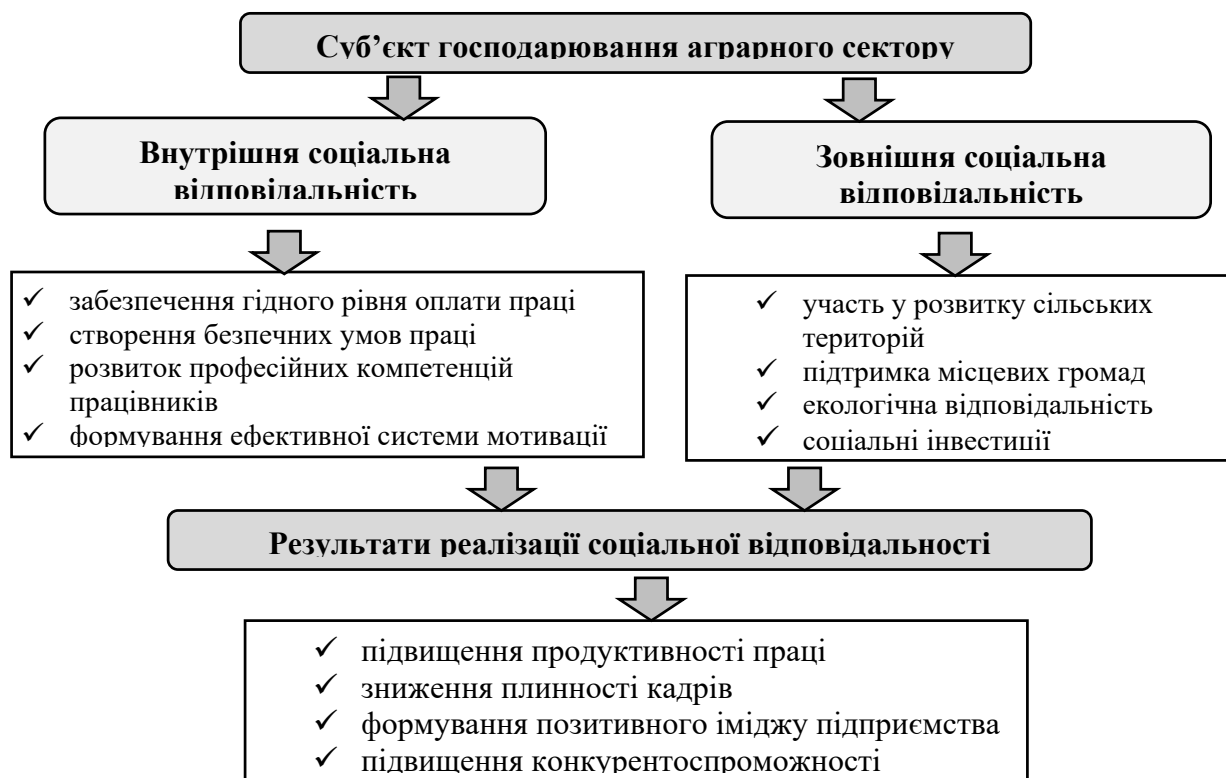 Суб’єкт господарювання аграрного сектору
Внутрішня соціальна
відповідальність
Зовнішня соціальна
відповідальність
✓ забезпечення гідного рівня оплати праці
✓ створення безпечних умов праці
✓ розвиток професійних компетенцій
працівників
✓ формування ефективної системи мотивації
✓ участь у розвитку сільських
територій
✓ підтримка місцевих громад
✓ екологічна відповідальність
✓ соціальні інвестиції
Результати реалізації соціальної відповідальності
✓ підвищення продуктивності праці
✓ зниження плинності кадрів
✓ формування позитивного іміджу підприємства
✓ підвищення конкурентоспроможності